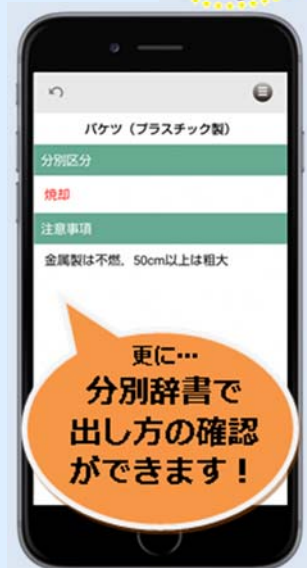 バケツ（プラスチック製）
分別区分
焼却
注意事項
金属製は不燃，50cm以上は粗大
更に…
分別辞書で
出し方の確認
ができます！